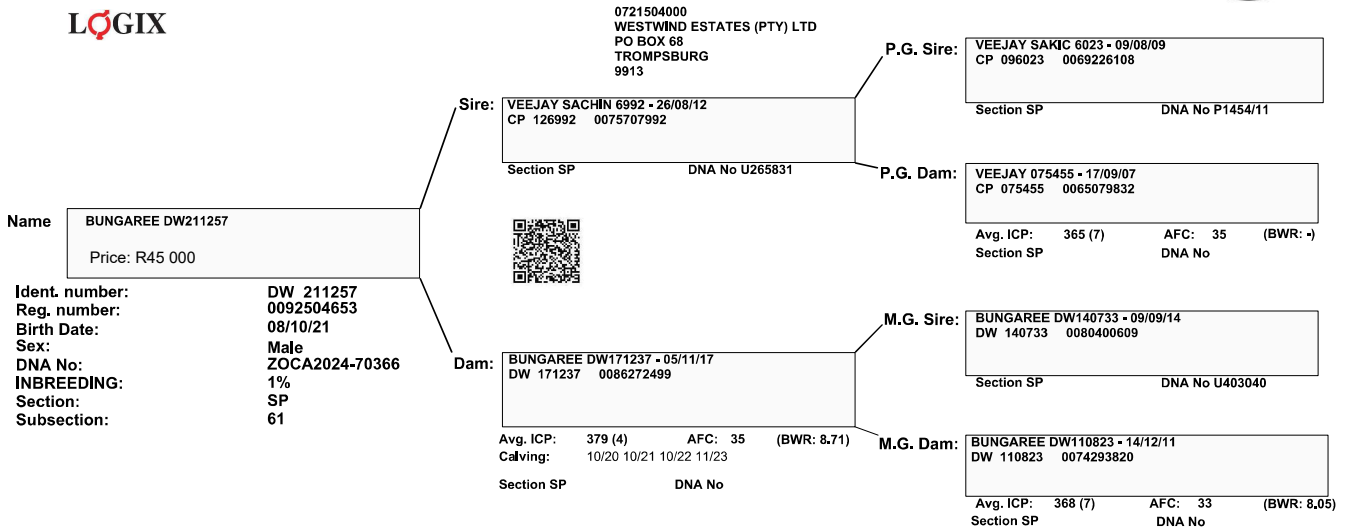 LOGIX
0721504000
WESTWIND ESTATES (PTY) LTD
PO BOX 68
TROMPSBURG
9913
Name
BUNGAREE DW211257
Price: R45 000
Ident. number: DW 211257
Reg. number: 0092504653
Birth Date: 08/10/21
Sex: Male
DNA No: ZOCA2024-70366
INBREEDING: 1%
Section: SP
Subsection: 61
Sire:
VEEJAY SACHIN 6992 - 26/08/12
CP 126992 0075707992
Section SP DNA No U265831
Dam:
BUNGAREE DW171237 - 05/11/17
DW 171237 0086272499
Avg. ICP: 379 (4) AFC: 35 (BWR: 8.71)
Calving: 10/20 10/21 10/22 11/23
Section SP DNA No
P.G. Sire:
VEEJAY SAKIC 6023 - 09/08/09
CP 096023 0069226108
Section SP DNA No P1454/11
P.G. Dam:
VEEJAY 075455 - 17/09/07
CP 075455 0065079832
Avg. ICP: 365 (7) AFC: 35 (BWR: -)
Section SP DNA No
M.G. Sire:
BUNGAREE DW140733 - 09/09/14
DW 140733 0080400609
Section SP DNA No U403040
M.G. Dam:
BUNGAREE DW110823 - 14/12/11
DW 110823 0074293820
Avg. ICP: 368 (7) AFC: 33 (BWR: 8.05)
Section SP DNA No